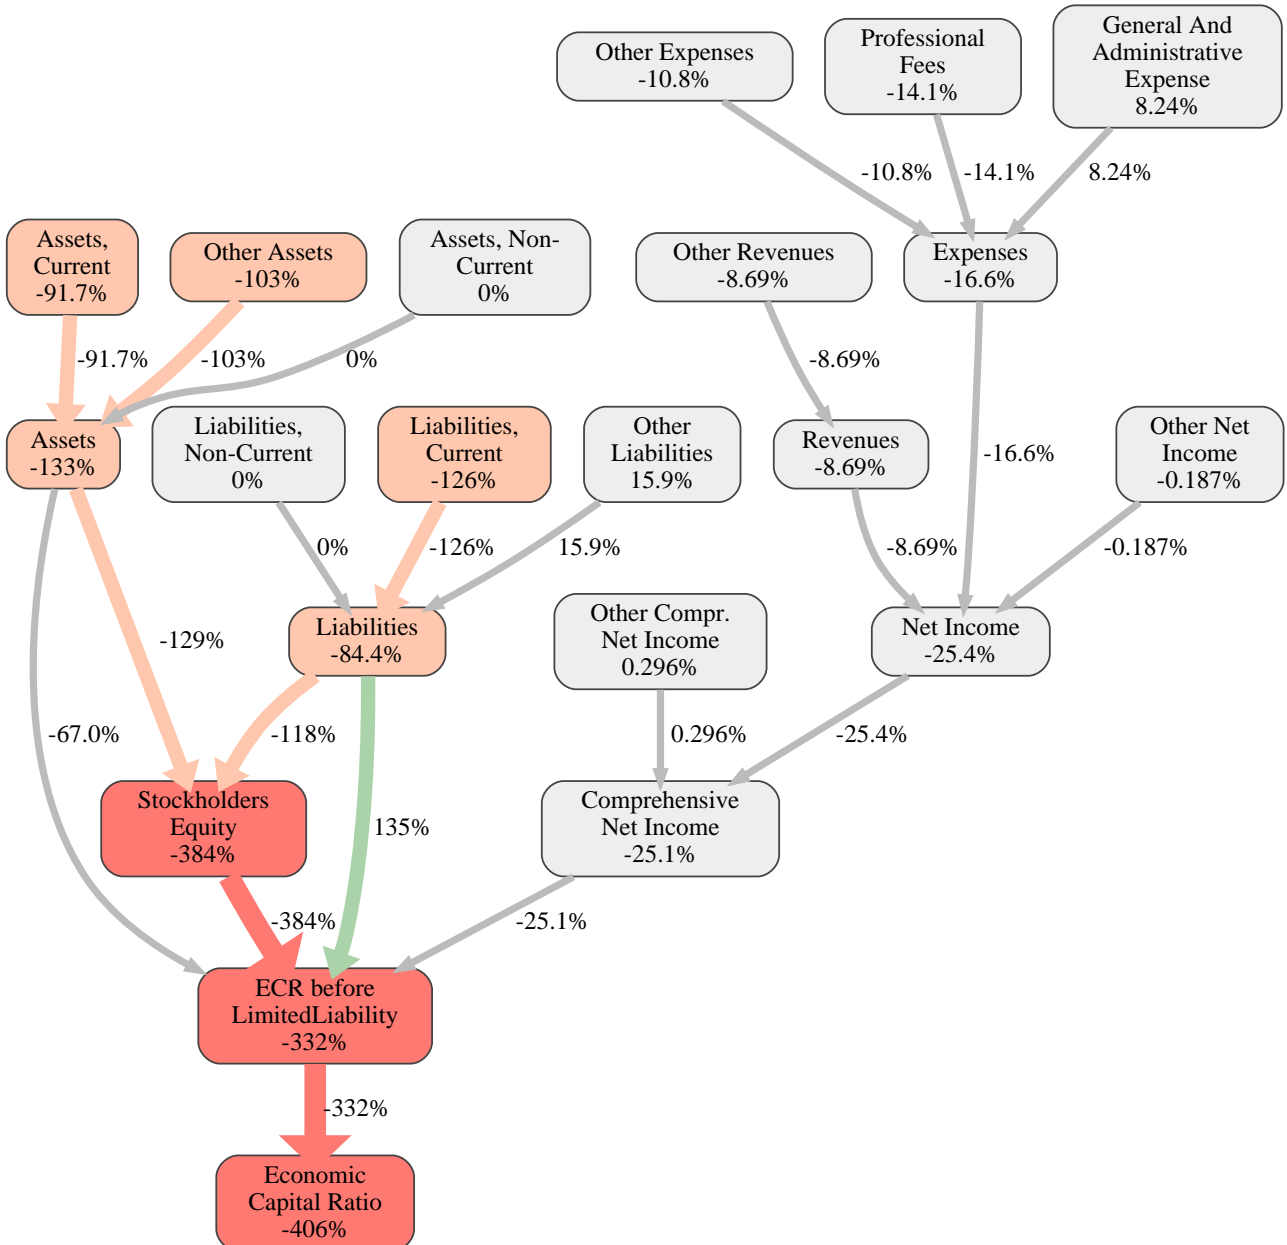 Other Expenses
-10.8%
Professional
Fees
-14.1%
General And
Administrative
Expense
8.24%
-10.8%
-14.1%
8.24%
Assets,
Current
-91.7%
Other Assets
-103%
Assets, Non-
Current
0%
Other Revenues
-8.69%
Expenses
-16.6%
-91.7%
-103%
0%
-8.69%
Assets
-133%
Liabilities,
Non-Current
0%
Liabilities,
Current
-126%
Other
Liabilities
15.9%
Revenues
-8.69%
-16.6%
Other Net
Income
-0.187%
0%
-126%
15.9%
-8.69%
-0.187%
-129%
Liabilities
-84.4%
Other Compr.
Net Income
0.296%
Net Income
-25.4%
-67.0%
-118%
0.296%
-25.4%
Stockholders
Equity
-384%
135%
Comprehensive
Net Income
-25.1%
-384%
-25.1%
ECR before
LimitedLiability
-332%
-332%
Economic
Capital Ratio
-406%